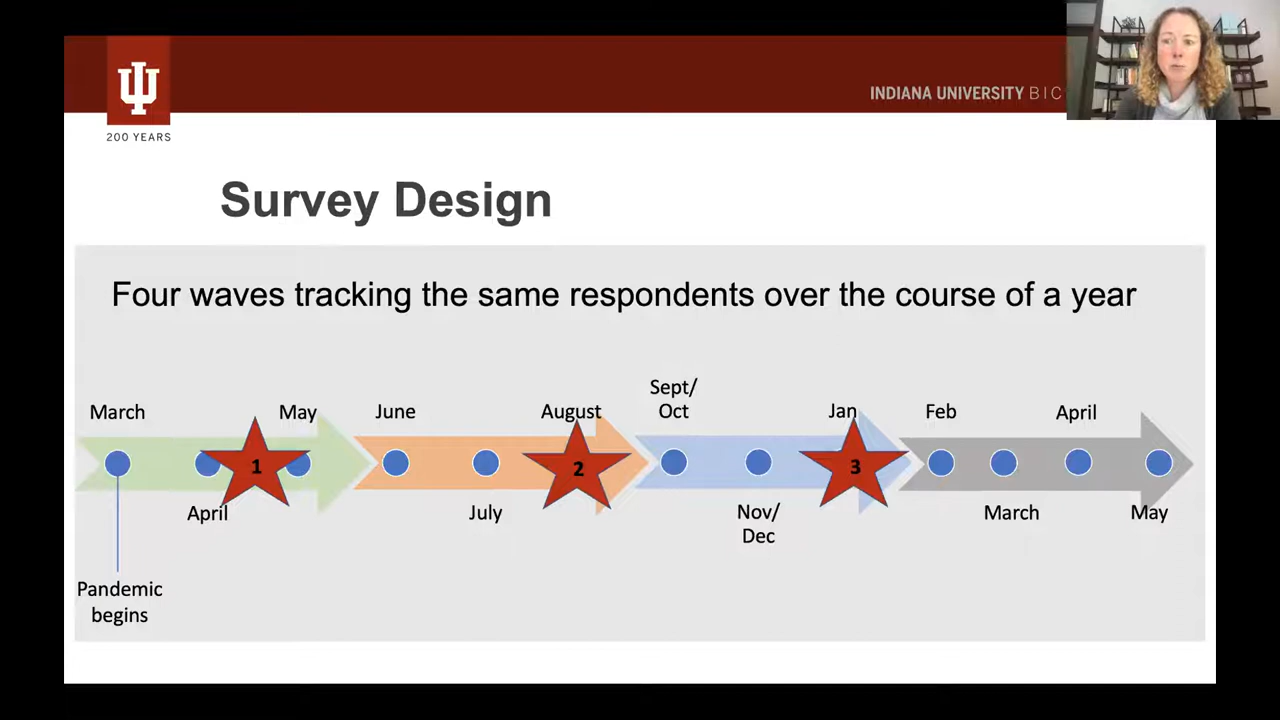 INDIANA UNIVERSITY BIC
200 YEARS
Survey Design
Four waves tracking the same respondents over the course of a year
Sept/
March May June August Oct Jan Feb April
1 2 3
April July Nov/ March May
Dec
Pandemic
begins